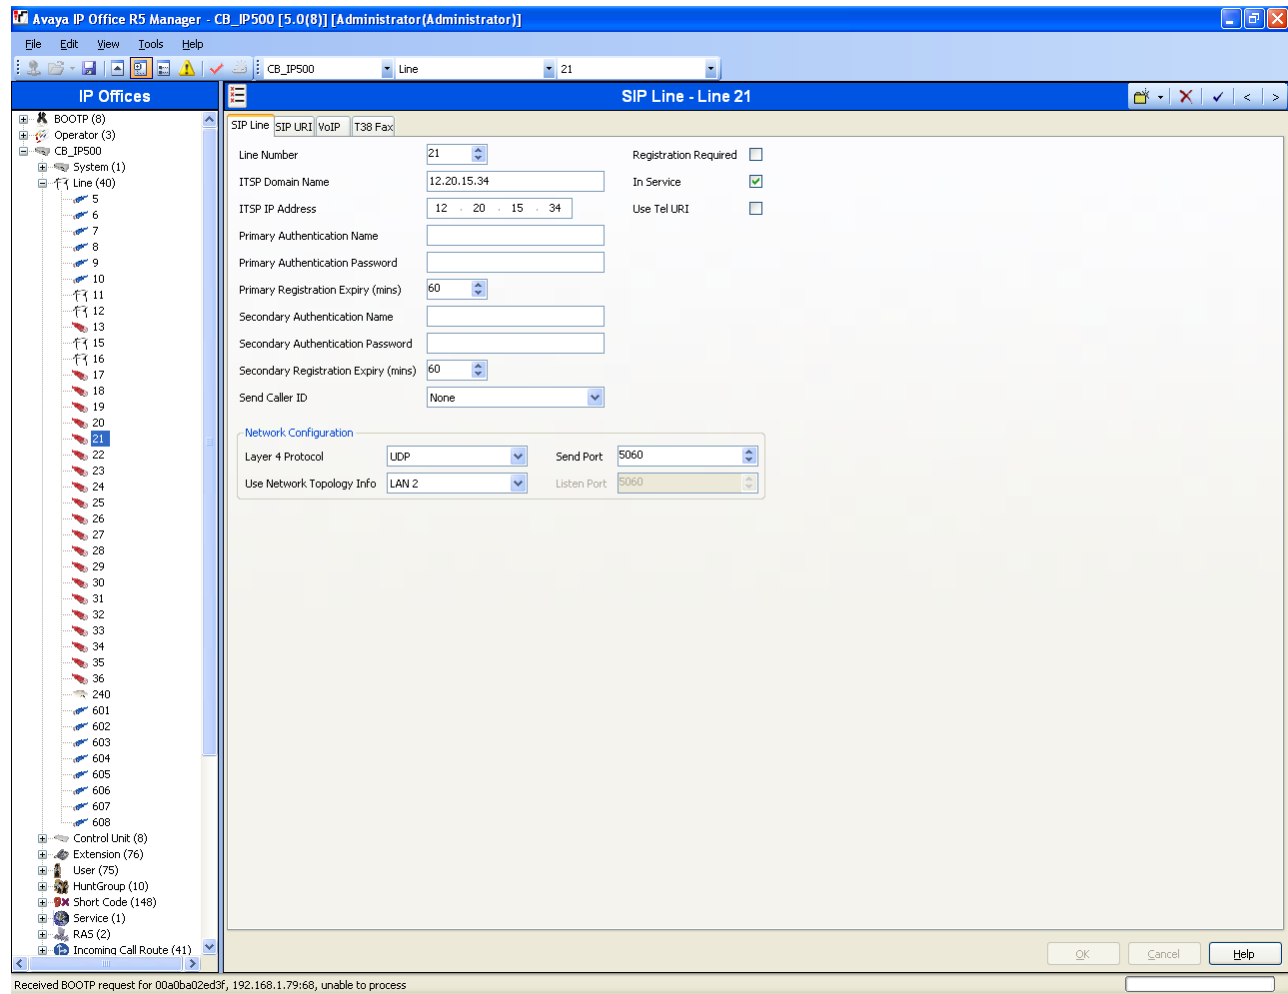 Avaya IP Office R5 Manager - CB_IP500 [5.0(8)] [Administrator(Administrator)]
File Edit View Tools Help
CB_IP500 Line 21
IP Offices
SIP Line - Line 21
BOOTP (8)
Operator (3)
CB_IP500
System (1)
Line (40)
5
6
7
8
9
10
11
12
13
15
16
17
18
19
20
21
22
23
24
25
26
27
28
29
30
31
32
33
34
35
36
240
601
602
603
604
605
606
607
608
Control Unit (8)
Extension (76)
User (75)
HuntGroup (10)
Short Code (148)
Service (1)
RAS (2)
Incoming Call Route (41)
SIP Line SIP URI VoIP T38 Fax
Line Number 21 Registration Required
ITSP Domain Name 12.20.15.34 In Service
ITSP IP Address 12 . 20 . 15 . 34 Use Tel URI
Primary Authentication Name
Primary Authentication Password
Primary Registration Expiry (mins) 60
Secondary Authentication Name
Secondary Authentication Password
Secondary Registration Expiry (mins) 60
Send Caller ID None
Network Configuration
Layer 4 Protocol UDP Send Port 5060
Use Network Topology Info LAN 2 Listen Port 5060
OK Cancel Help
Received BOOTP request for 00a0ba02ed3f, 192.168.1.79:68, unable to process